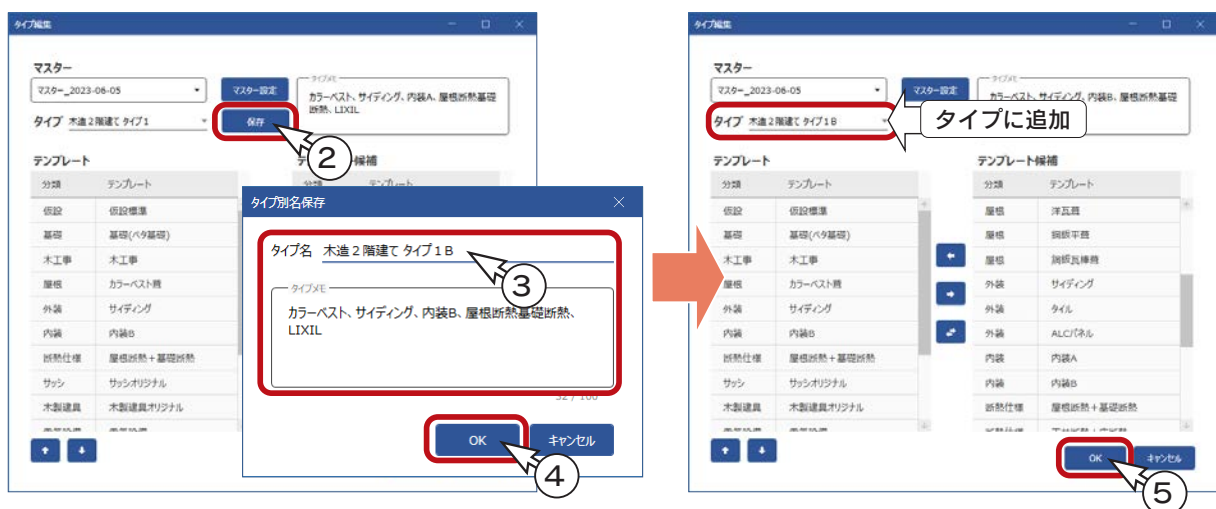 タイプ編集
マスター
マスター_2023-06-05
マスター設定
タイプメモ
カラーベスト、サイディング、内装A、屋根断熱基礎
断熱、LIXIL
タイプ 木造2階建て タイプ1
保存
②
テンプレート
分類 テンプレート
仮設 仮設標準
基礎 基礎(ベタ基礎)
木工事 木工事
屋根 カラーベスト葺
外装 サイディング
内装 内装B
断熱仕様 屋根断熱+基礎断熱
サッシ サッシオリジナル
木製建具 木製建具オリジナル
候補
テンプレート
タイプ別名保存
タイプ名 木造2階建て タイプ1B
③
タイプメモ
カラーベスト、サイディング、内装B、屋根断熱基礎断熱、
LIXIL
32 / 100
OK
キャンセル
④
タイプ編集
マスター
マスター_2023-06-05
マスター設定
タイプメモ
カラーベスト、サイディング、内装B、屋根断熱基礎
タイプ 木造2階建て タイプ1B
タイプに追加
テンプレート
分類 テンプレート
仮設 仮設標準
基礎 基礎(ベタ基礎)
木工事 木工事
屋根 カラーベスト葺
外装 サイディング
内装 内装B
断熱仕様 屋根断熱+基礎断熱
サッシ サッシオリジナル
木製建具 木製建具オリジナル
テンプレート候補
分類 テンプレート
屋根 洋瓦葺
屋根 鋼板平葺
屋根 鋼板瓦棒葺
外装 サイディング
外装 タイル
外装 ALCパネル
内装 内装A
内装 内装B
断熱仕様 屋根断熱+基礎断熱
OK
キャンセル
⑤